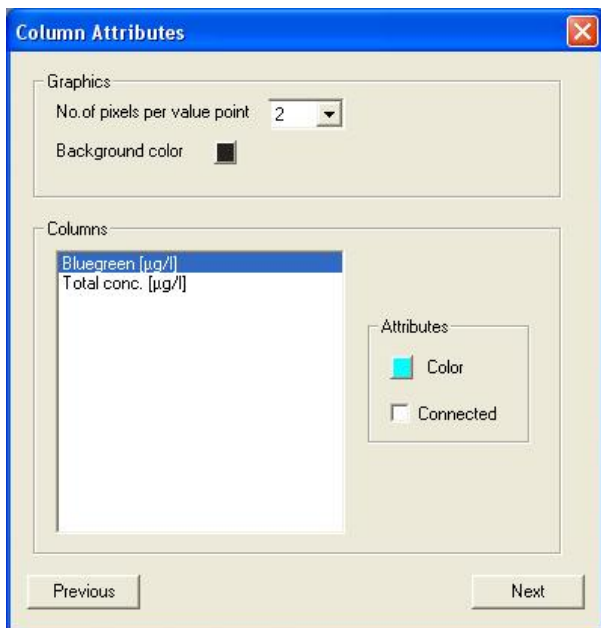 Column Attributes
Graphics
No.of pixels per value point 2
Background color
Columns
Bluegreen [µg/l]
Total conc. [µg/l]
Attributes
Color
Connected
Previous Next